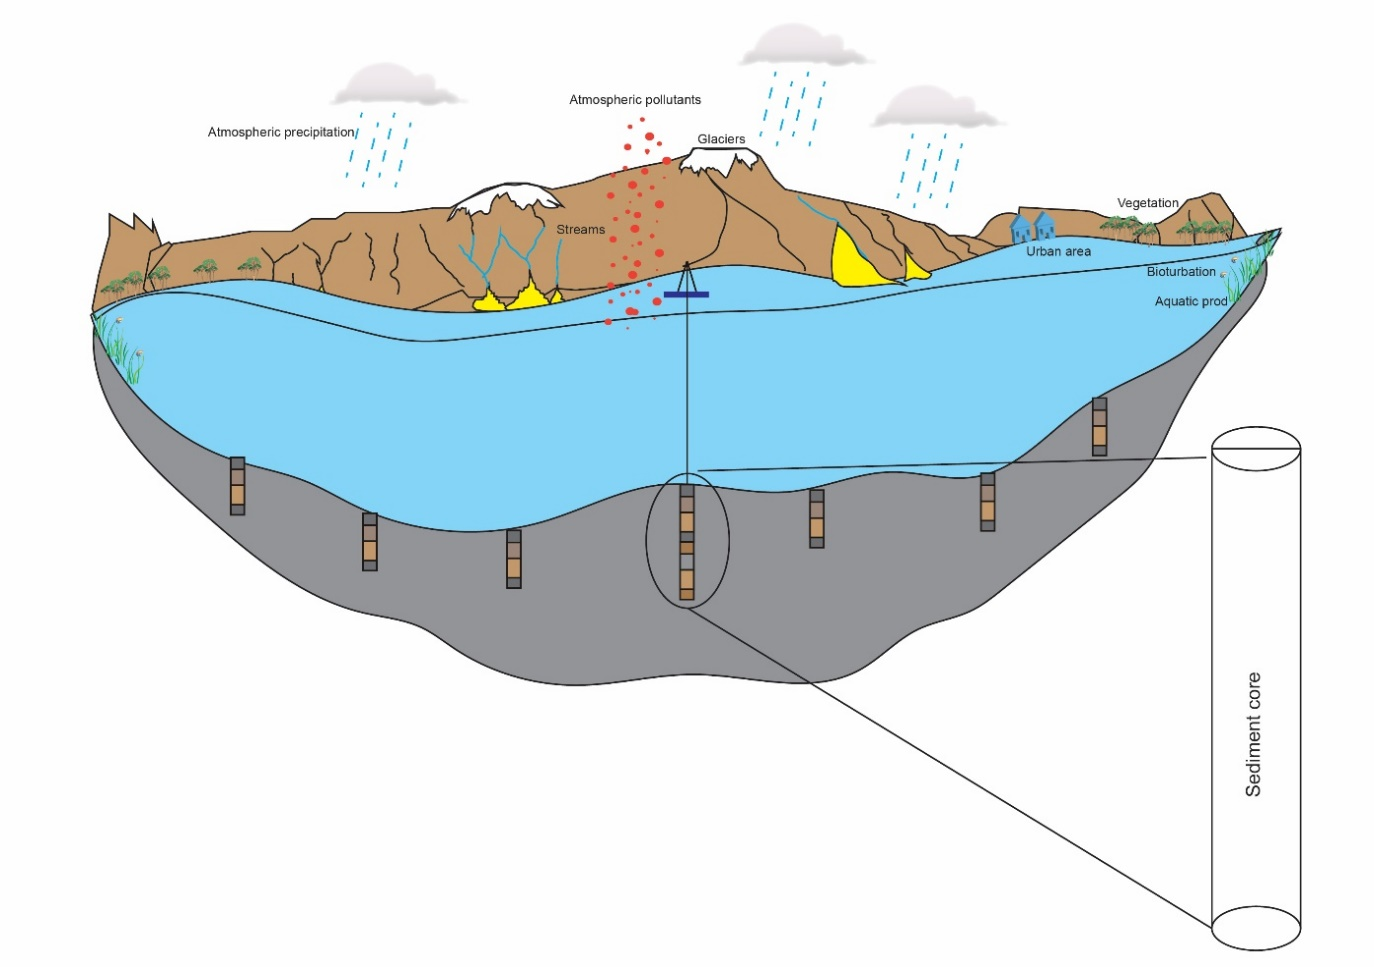 Atmospheric pollutants
Atmospheric precipitation
Glaciers
Vegetation
Streams
Urban area
Bioturbation
Aquatic prod
Sediment core